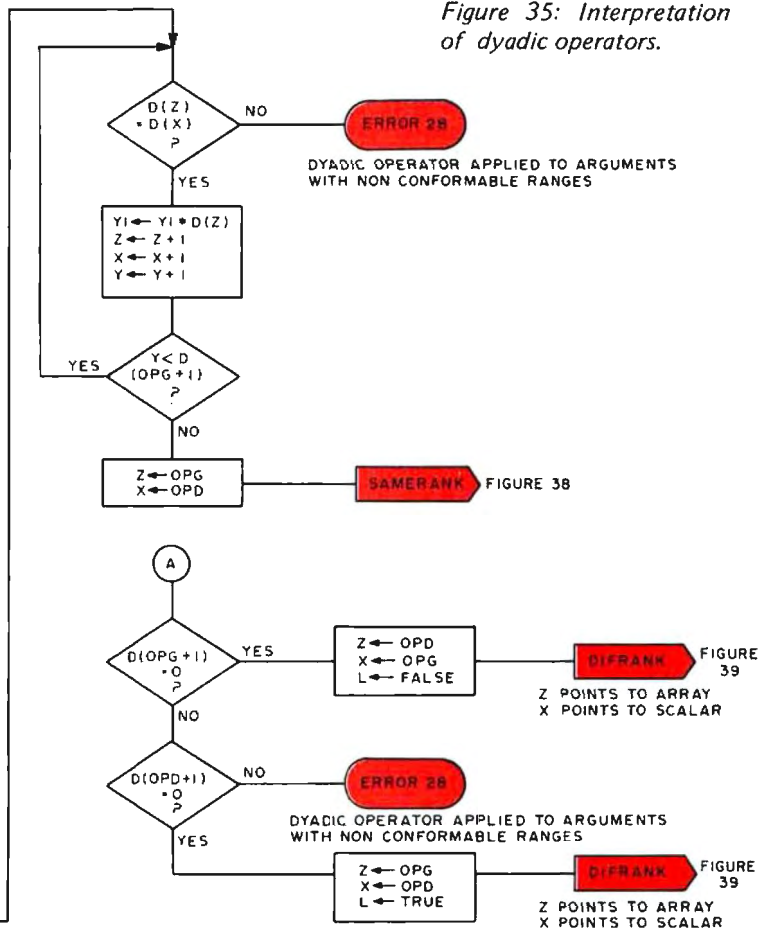 Figure 35: Interpretation
of dyadic operators.
D(Z)
= D(X)
?
NO
ERROR 28
DYADIC OPERATOR APPLIED TO ARGUMENTS
WITH NON CONFORMABLE RANGES
YES
YI ← YI * D(Z)
Z ← Z + 1
X ← X + 1
Y ← Y + 1
YES
Y < D
(OPG + 1)
?
NO
Z ← OPG
X ← OPD
SAMERANK
FIGURE 38
A
D(OPG+1)
= 0
?
YES
Z ← OPD
X ← OPG
L ← FALSE
DIFRANK
FIGURE
39
Z POINTS TO ARRAY
X POINTS TO SCALAR
NO
D(OPD+1)
= 0
?
NO
ERROR 28
DYADIC OPERATOR APPLIED TO ARGUMENTS
WITH NON CONFORMABLE RANGES
YES
Z ← OPG
X ← OPD
L ← TRUE
DIFRANK
FIGURE
39
Z POINTS TO ARRAY
X POINTS TO SCALAR